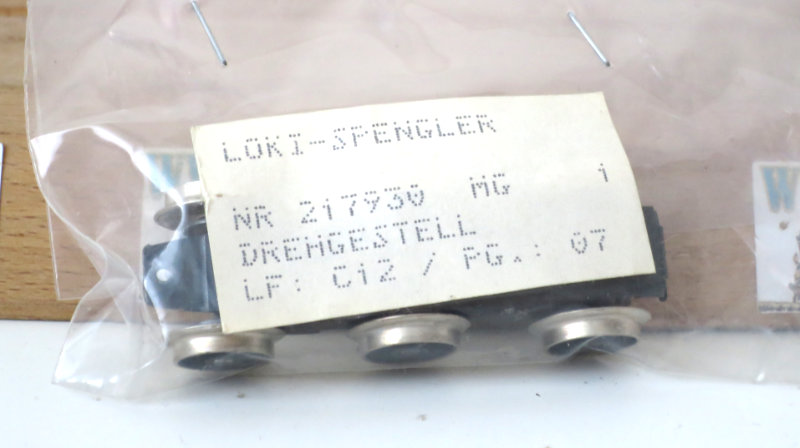 LOKI-SPENGLER
NR 217930 MG 1
DREHGESTELL
LF: C12 / PG.: 07
W